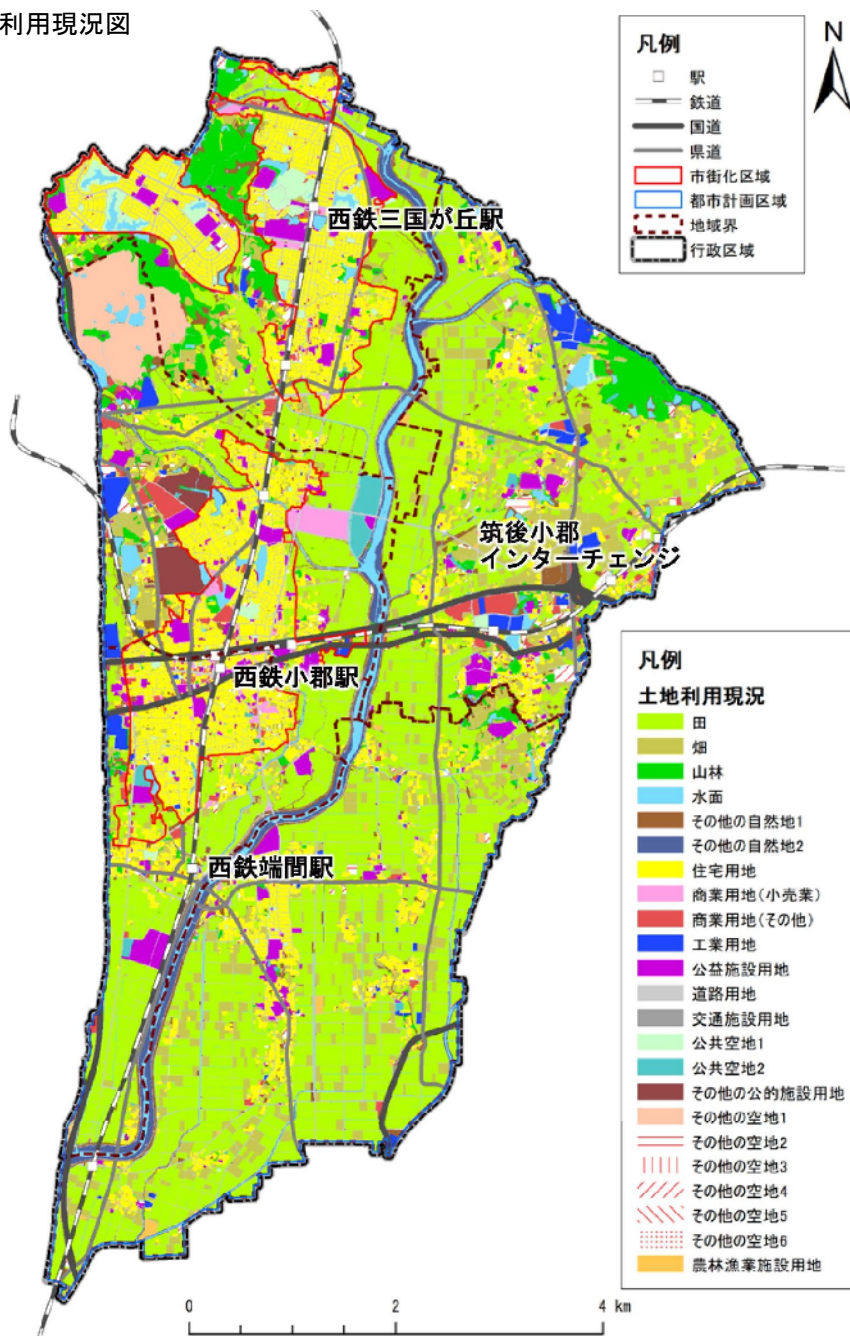 利用現況図
凡例
駅
鉄道
国道
県道
市街化区域
都市計画区域
地域界
行政区域
N
西鉄三国が丘駅
筑後小郡
インターチェンジ
西鉄小郡駅
西鉄端間駅
凡例
土地利用現況
田
畑
山林
水面
その他の自然地1
その他の自然地2
住宅用地
商業用地(小売業)
商業用地(その他)
工業用地
公益施設用地
道路用地
交通施設用地
公共空地1
公共空地2
その他の公的施設用地
その他の空地1
その他の空地2
その他の空地3
その他の空地4
その他の空地5
その他の空地6
農林漁業施設用地
0 2 4 km